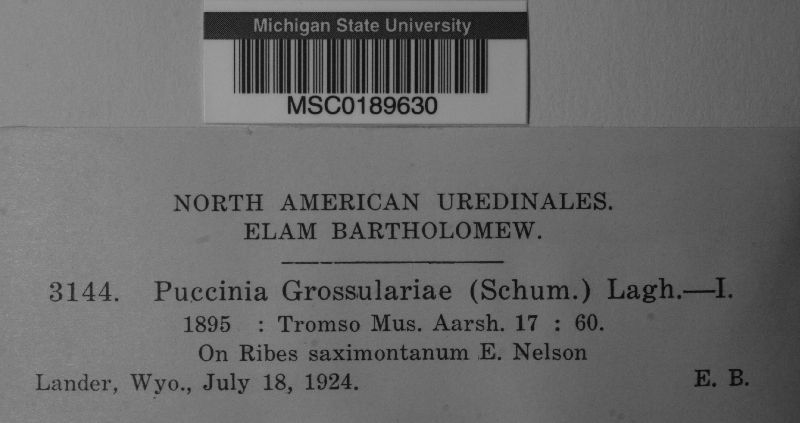 Michigan State University
MSC0189630
NORTH AMERICAN UREDINALES.
ELAM BARTHOLOMEW.
3144. Puccinia Grossulariae (Schum.) Lagh.—I.
1895 : Tromso Mus. Aarsh. 17 : 60.
On Ribes saximontanum E. Nelson
Lander, Wyo., July 18, 1924. E. B.